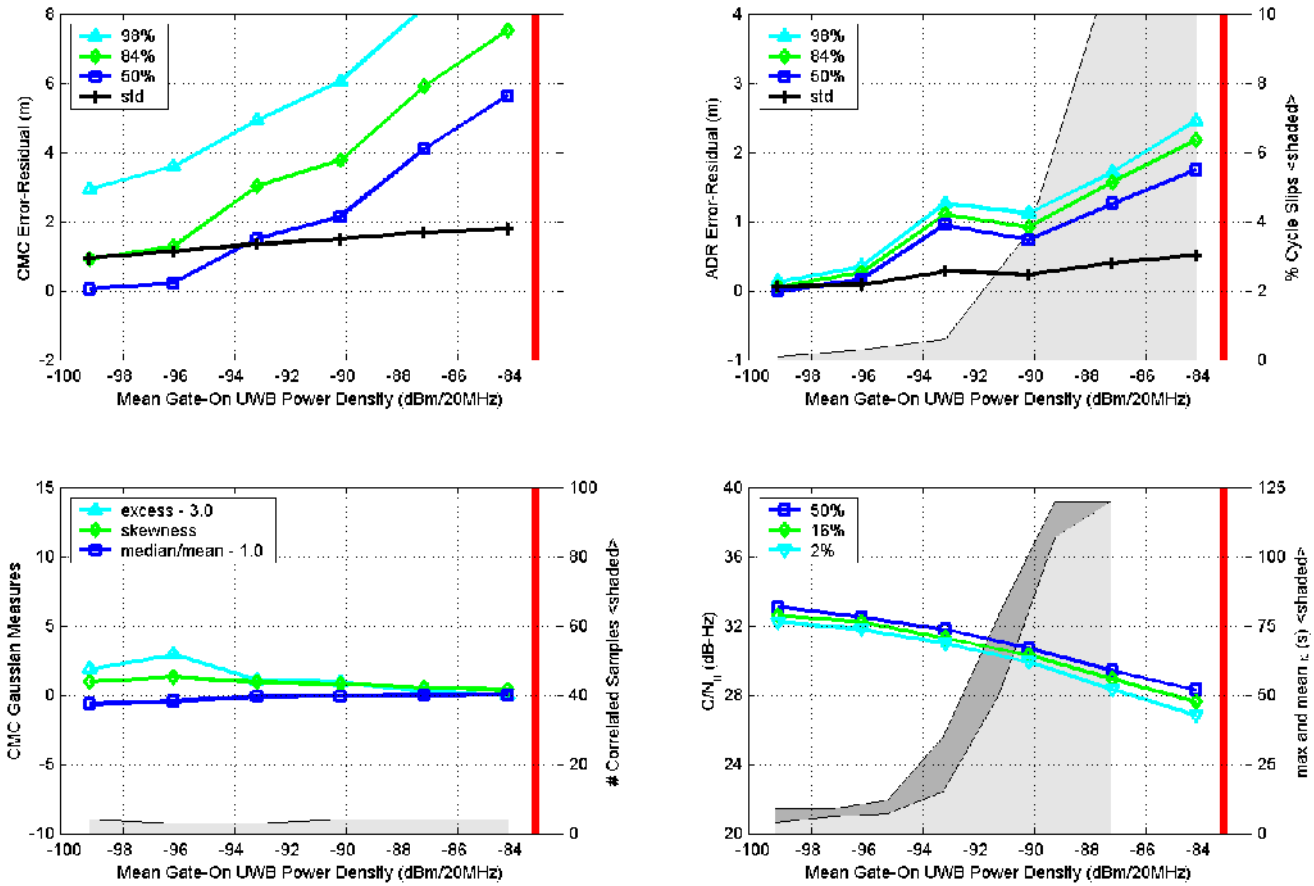 8
6
4
2
0
-2
98%
84%
50%
std
CMC Error-Residual (m)
-100 -98 -96 -94 -92 -90 -88 -86 -84
Mean Gate-On UWB Power Density (dBm/20MHz)
4
3
2
1
0
-1
98%
84%
50%
std
ADR Error-Residual (m)
10
8
6
4
2
0
% Cycle Slips <shaded>
-100 -98 -96 -94 -92 -90 -88 -86 -84
Mean Gate-On UWB Power Density (dBm/20MHz)
15
10
5
0
-5
-10
excess - 3.0
skewness
median/mean - 1.0
CMC Gaussian Measures
100
80
60
40
20
0
# Correlated Samples <shaded>
-100 -98 -96 -94 -92 -90 -88 -86 -84
Mean Gate-On UWB Power Density (dBm/20MHz)
40
36
32
28
24
20
50%
16%
2%
(dB-Hz)
125
100
75
50
25
0
max and mean (s) <shaded>
-100 -98 -96 -94 -92 -90 -88 -86 -84
Mean Gate-On UWB Power Density (dBm/20MHz)